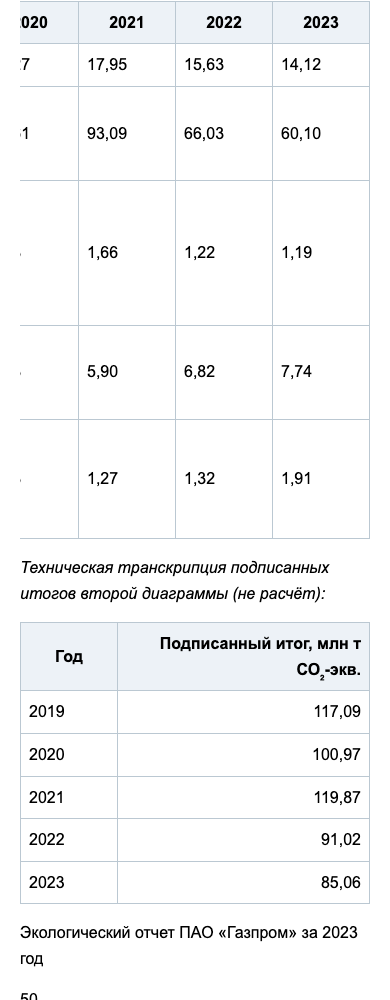 2021 2022 2023
17,95 15,63 14,12
93,09 66,03 60,10
1,66 1,22 1,19
5,90 6,82 7,74
1,27 1,32 1,91
Техническая транскрипция подписанных
итогов второй диаграммы (не расчёт):
Год Подписанный итог, млн т
CO₂-экв.
2019 117,09
2020 100,97
2021 119,87
2022 91,02
2023 85,06
Экологический отчет ПАО «Газпром» за 2023
год
50